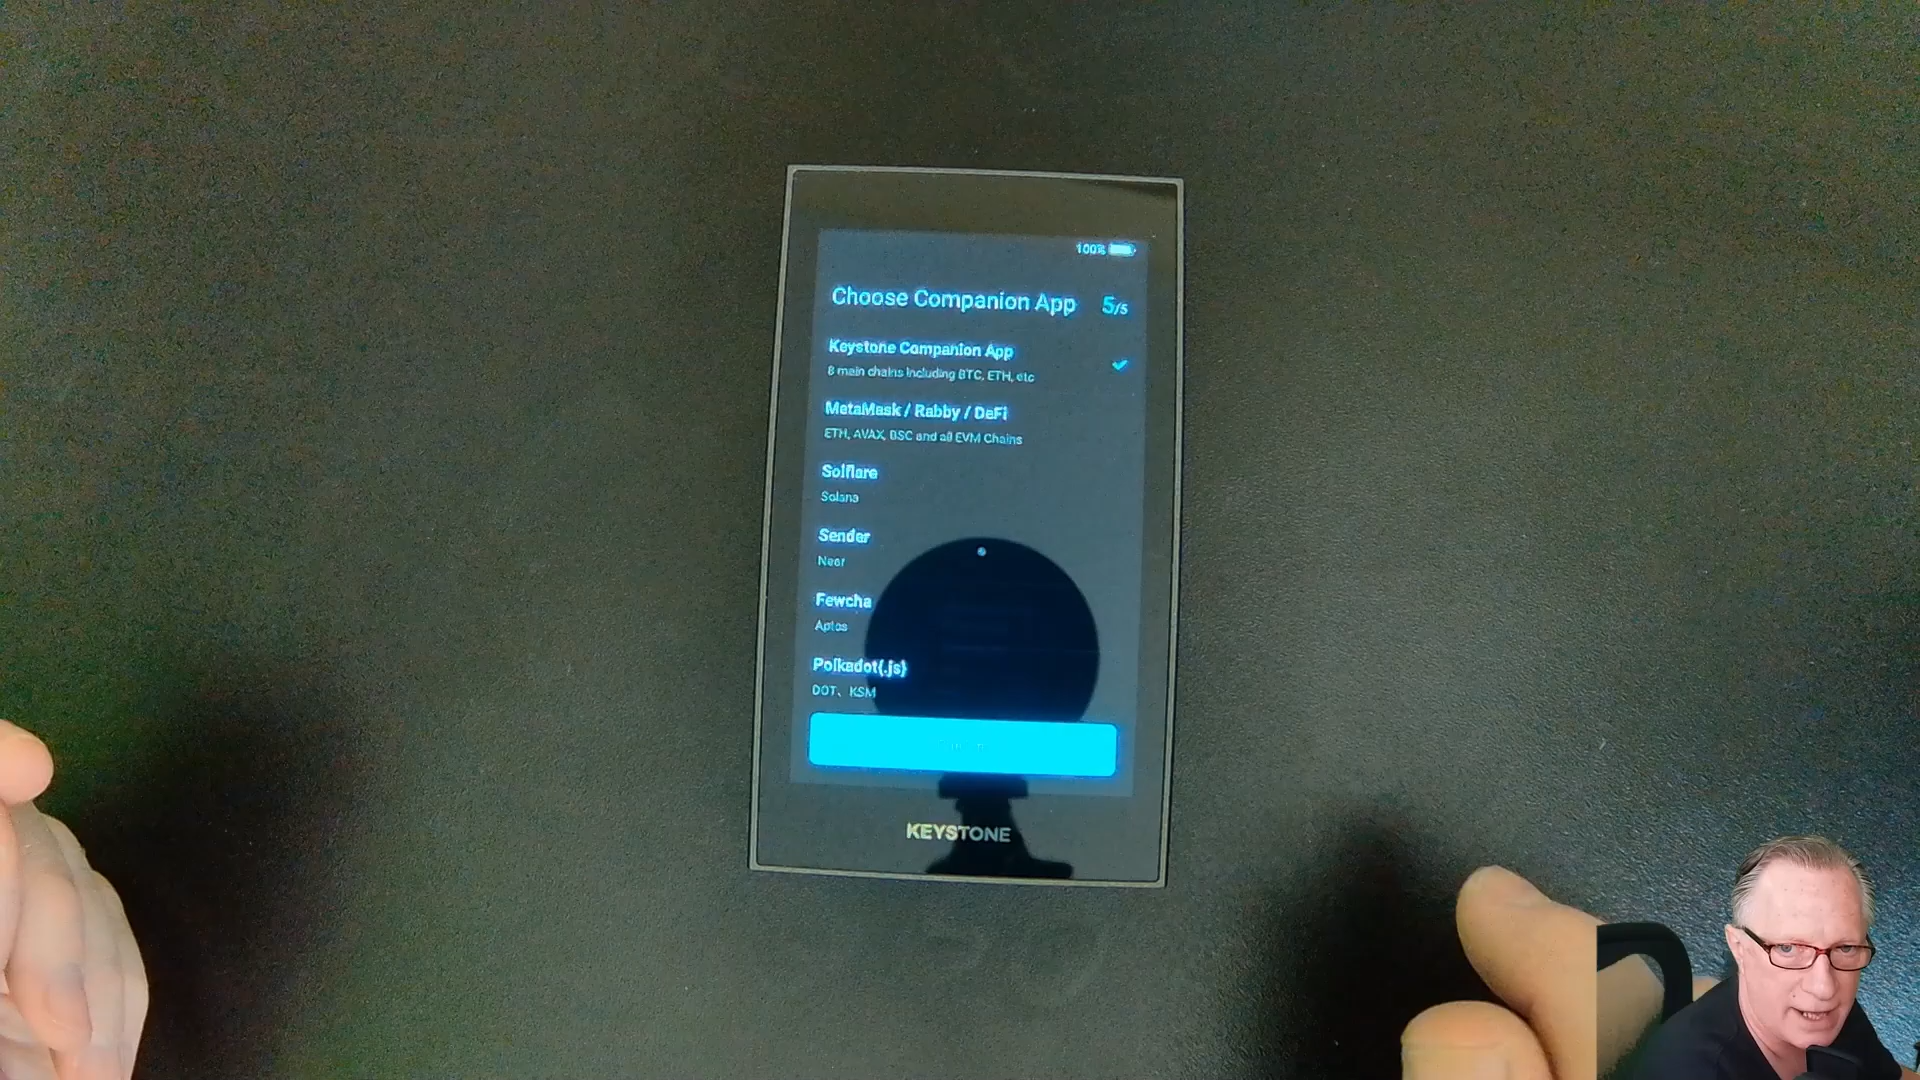 100%
Choose Companion App 5/5
Keystone Companion App
8 main chains including BTC, ETH, etc
MetaMask / Rabby / DeFi
ETH, AVAX, BSC and all EVM Chains
Solflare
Solana
Sender
Near
Fewcha
Aptos
Polkadot{.js}
DOT、KSM
KEYSTONE